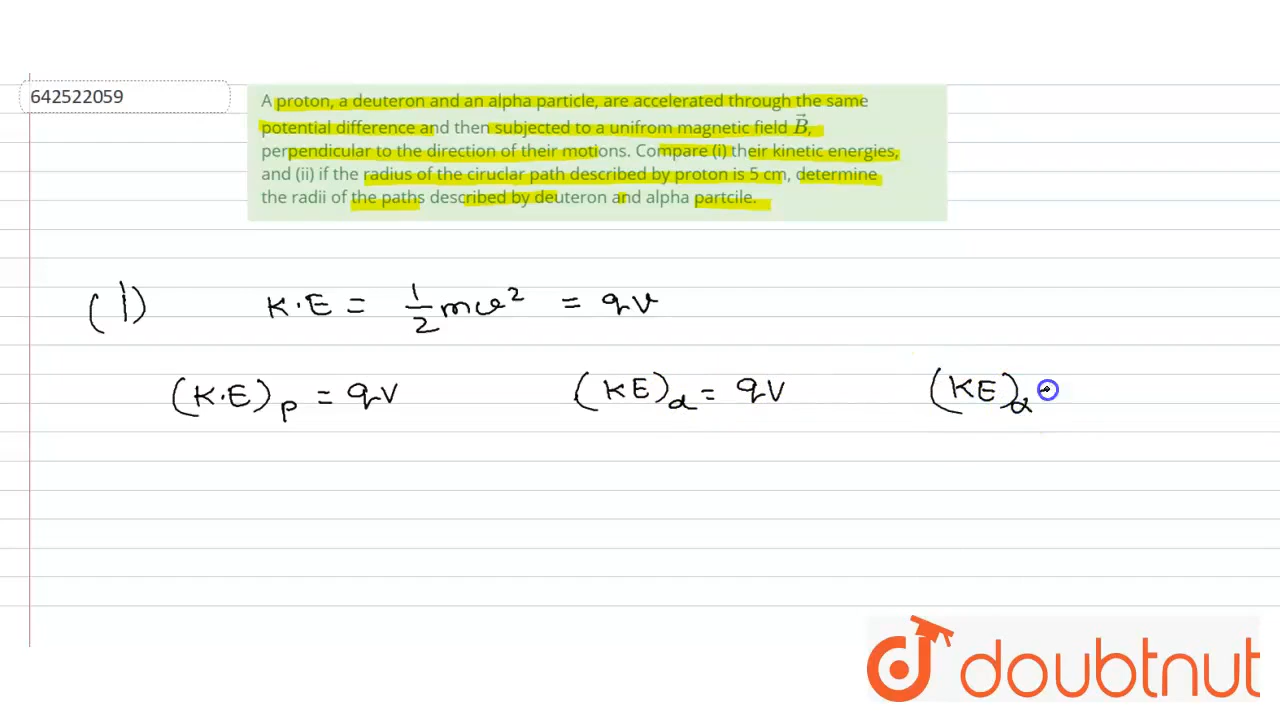 642522059
A proton, a deuteron and an alpha particle, are accelerated through the same
potential difference and then subjected to a unifrom magnetic field \vec{B},
perpendicular to the direction of their motions. Compare (i) their kinetic energies,
and (ii) if the radius of the ciruclar path described by proton is 5 cm, determine
the radii of the paths described by deuteron and alpha partcile.
(i) K.E = 1/2 mv² = qV
(K.E)p = qV (KE)d = qV (KE)α
doubtnut